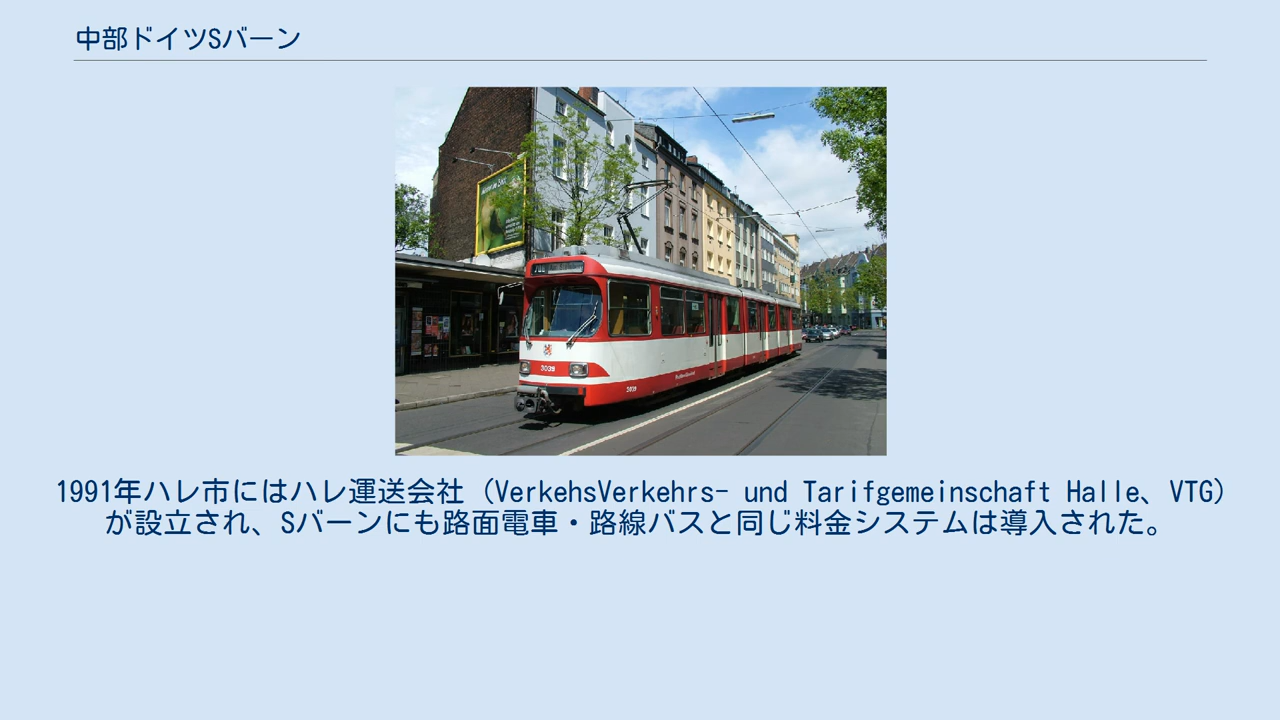 中部ドイツSバーン
706
3039
3039
1991年ハレ市にはハレ運送会社（VerkehsVerkehrs- und Tarifgemeinschaft Halle、VTG）
が設立され、Sバーンにも路面電車・路線バスと同じ料金システムは導入された。